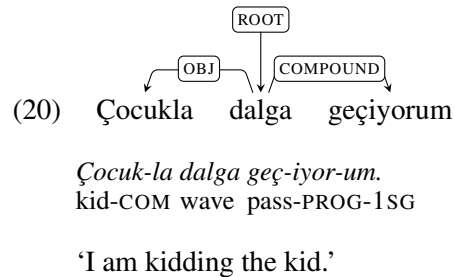 ROOT
OBJ COMPOUND
(20) Çocukla dalga geçiyorum
Çocuk-la dalga geç-iyor-um.
kid-COM wave pass-PROG-1SG
‘I am kidding the kid.’